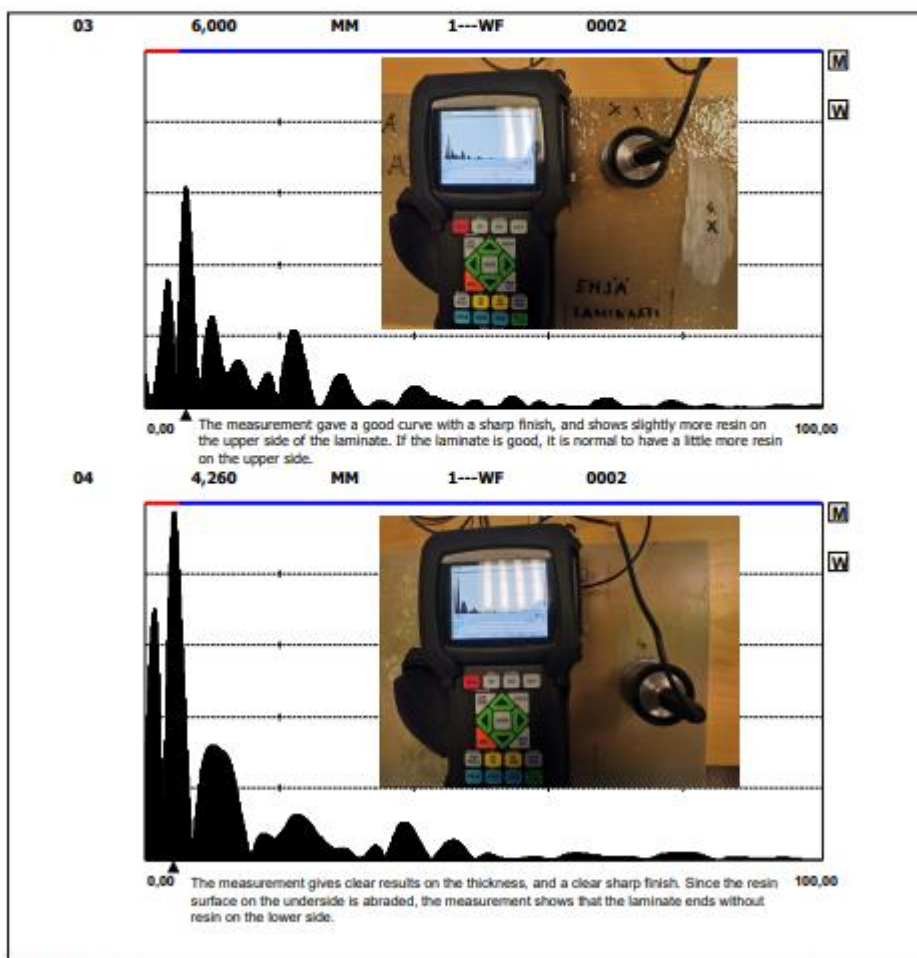 03 6,000 MM 1---WF 0002
M
W
A
X
A
X
ENSÄ
LAMINAATTI
0,00 100,00
The measurement gave a good curve with a sharp finish, and shows slightly more resin on
the upper side of the laminate. If the laminate is good, it is normal to have a little more resin
on the upper side.
04 4,260 MM 1---WF 0002
M
W
0,00 100,00
The measurement gives clear results on the thickness, and a clear sharp finish. Since the resin
surface on the underside is abraded, the measurement shows that the laminate ends without
resin on the lower side.